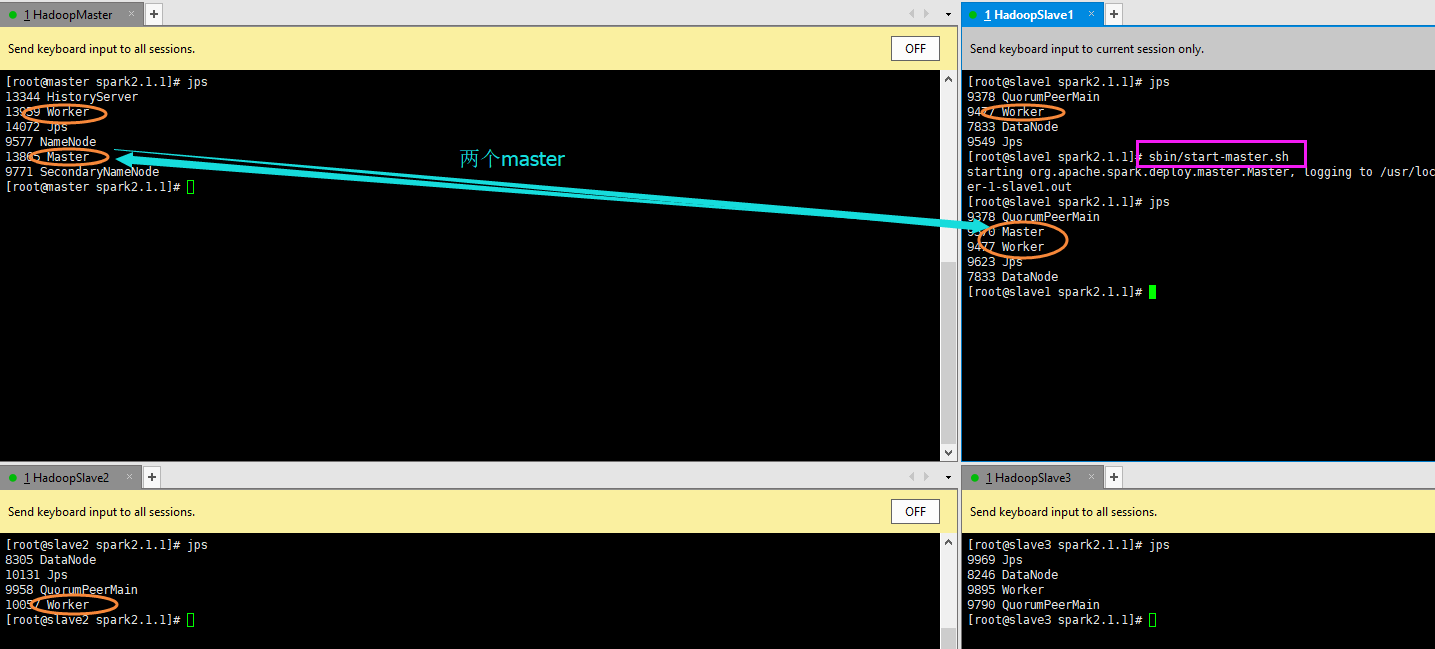 1 HadoopMaster
Send keyboard input to all sessions.
OFF
[root@master spark2.1.1]# jps
13344 HistoryServer
13959 Worker
14072 Jps
9577 NameNode
13865 Master
9771 SecondaryNameNode
[root@master spark2.1.1]#
两个master
1 HadoopSlave1
Send keyboard input to current session only.
[root@slave1 spark2.1.1]# jps
9378 QuorumPeerMain
9477 Worker
7833 DataNode
9549 Jps
[root@slave1 spark2.1.1]# sbin/start-master.sh
starting org.apache.spark.deploy.master.Master, logging to /usr/loc
er-1-slave1.out
[root@slave1 spark2.1.1]# jps
9378 QuorumPeerMain
9570 Master
9477 Worker
9623 Jps
7833 DataNode
[root@slave1 spark2.1.1]#
1 HadoopSlave2
Send keyboard input to all sessions.
OFF
[root@slave2 spark2.1.1]# jps
8305 DataNode
10131 Jps
9958 QuorumPeerMain
10057 Worker
[root@slave2 spark2.1.1]#
1 HadoopSlave3
Send keyboard input to all sessions.
[root@slave3 spark2.1.1]# jps
9969 Jps
8246 DataNode
9895 Worker
9790 QuorumPeerMain
[root@slave3 spark2.1.1]#